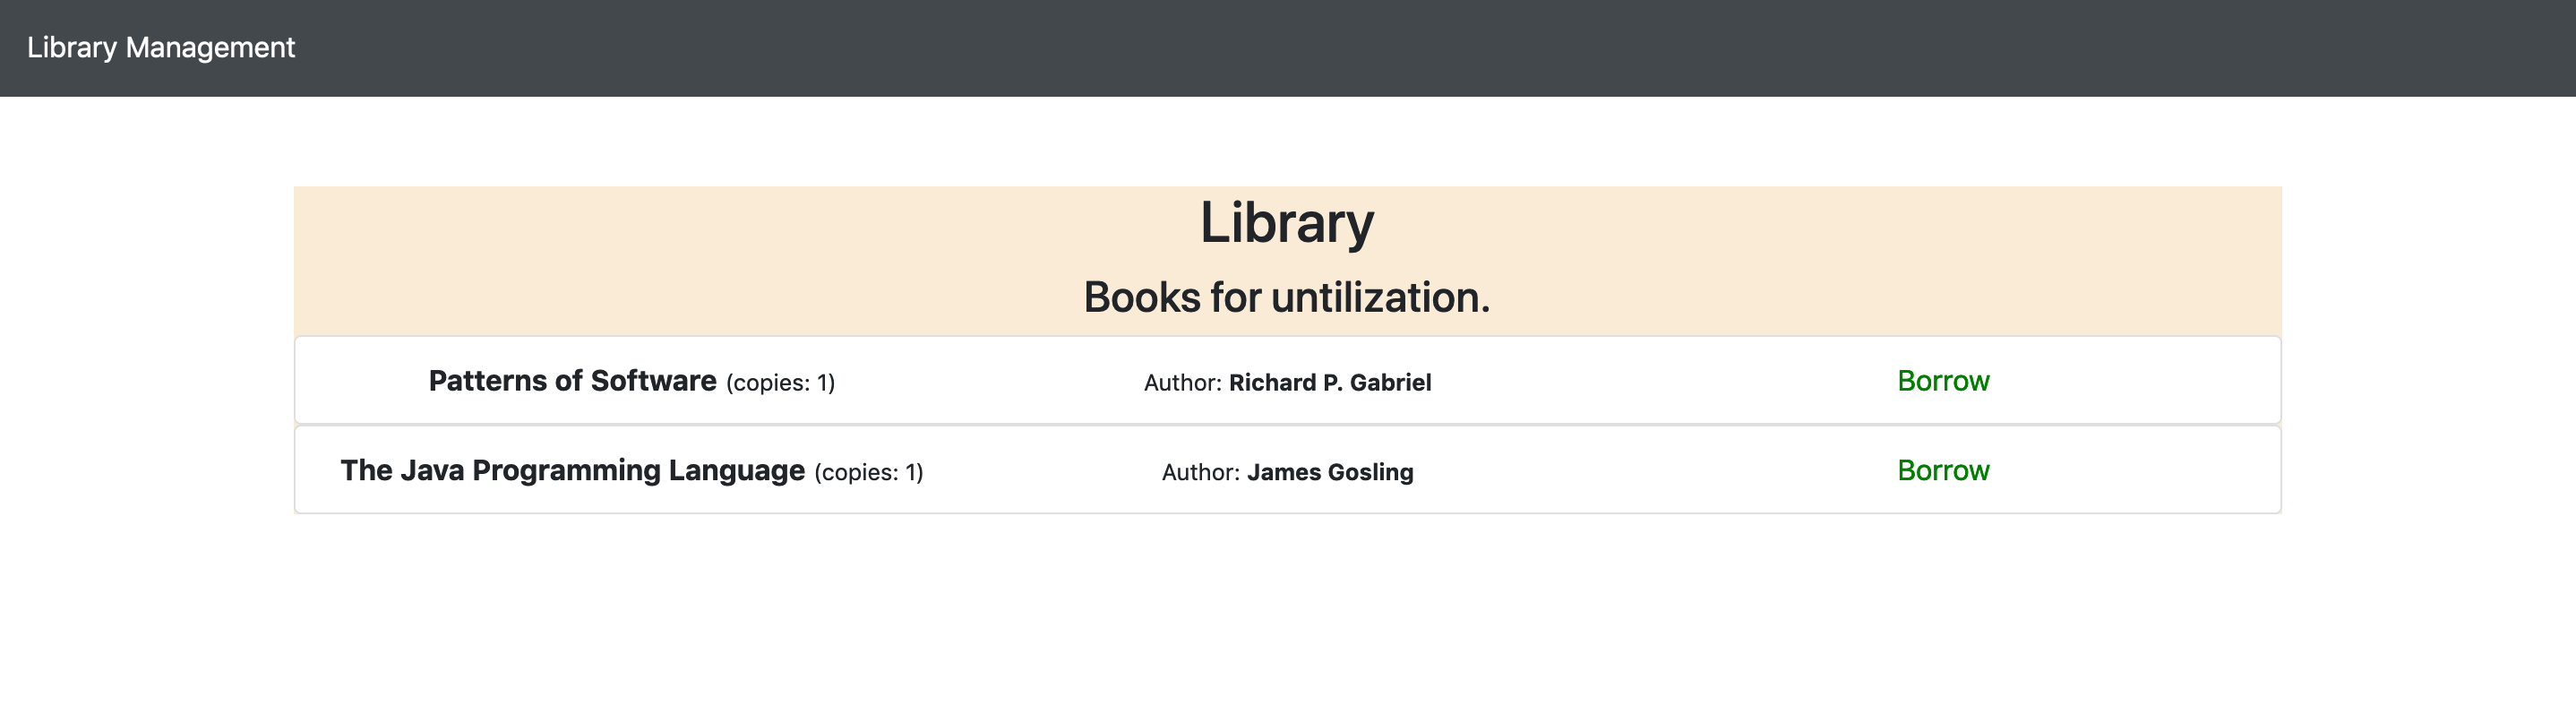 Library Management
Library
Books for untilization.
Patterns of Software (copies: 1) Author: Richard P. Gabriel Borrow
The Java Programming Language (copies: 1) Author: James Gosling Borrow